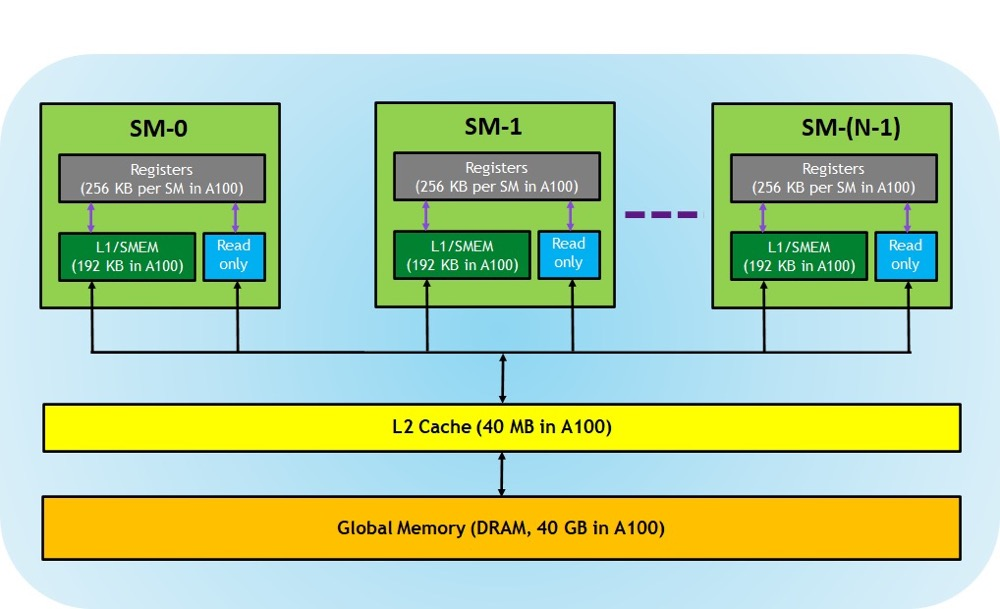 SM-0
Registers
(256 KB per SM in A100)
L1/SMEM
(192 KB in A100)
Read
only
SM-1
Registers
(256 KB per SM in A100)
L1/SMEM
(192 KB in A100)
Read
only
SM-(N-1)
Registers
(256 KB per SM in A100)
L1/SMEM
(192 KB in A100)
Read
only
L2 Cache (40 MB in A100)
Global Memory (DRAM, 40 GB in A100)